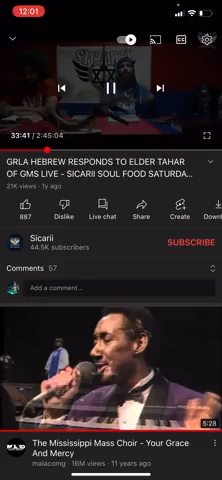 12:01
CC
33:41 / 2:45:04
GRLA HEBREW RESPONDS TO ELDER TAHAR
OF GMS LIVE - SICARII SOUL FOOD SATURDA...
21K views · 1y ago
887 Dislike Live chat Share Create Downl
Sicarii
44.5K subscribers
SUBSCRIBE
Comments 57
Add a comment...
5:28
The Mississippi Mass Choir - Your Grace
And Mercy
malacomg · 16M views · 11 years ago